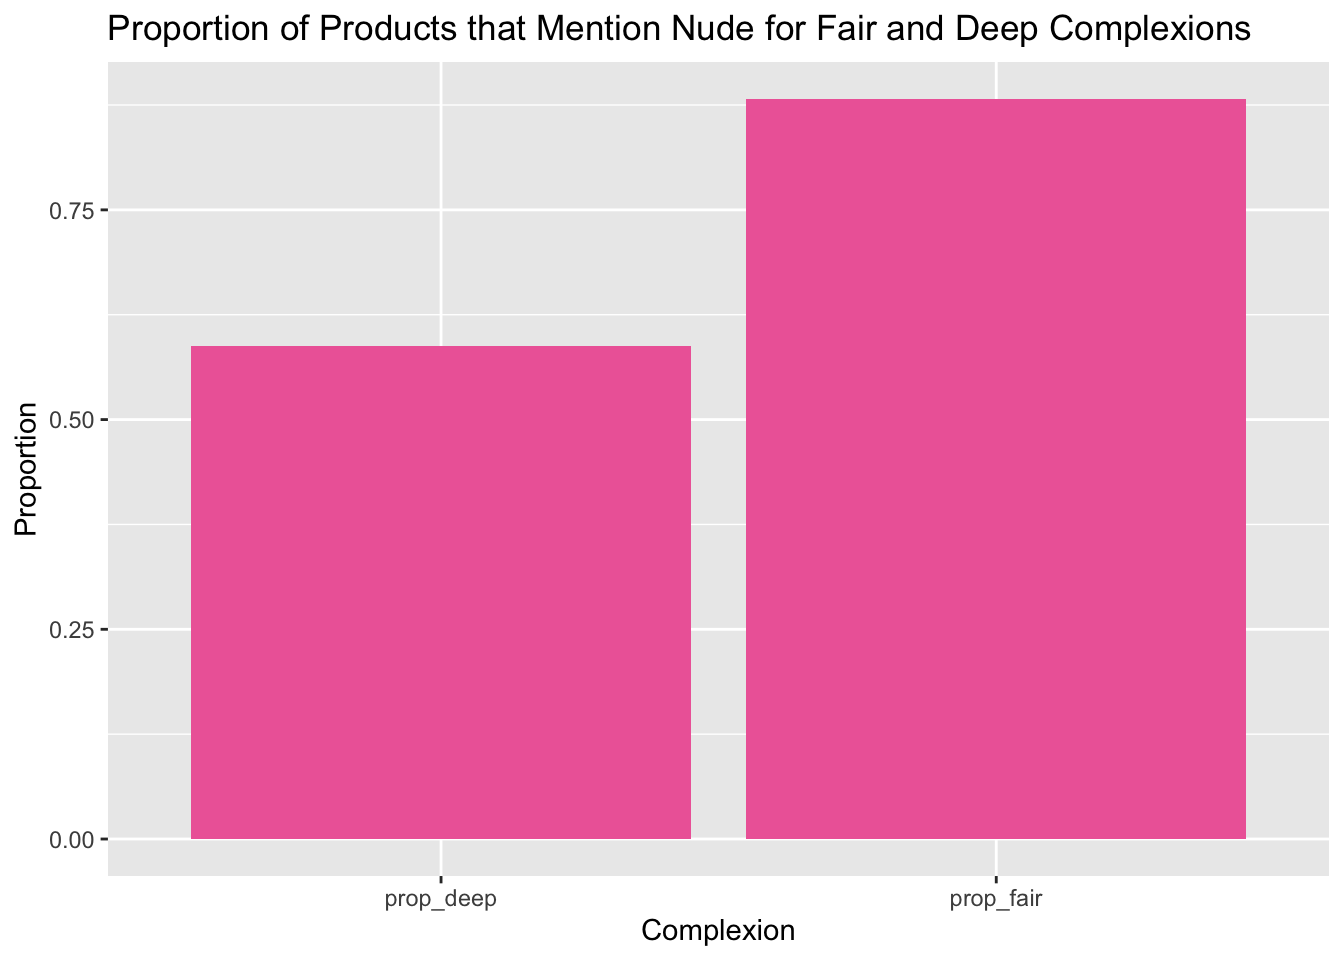 Proportion of Products that Mention Nude for Fair and Deep Complexions
Proportion
0.75
0.50
0.25
0.00
prop_deep
prop_fair
Complexion